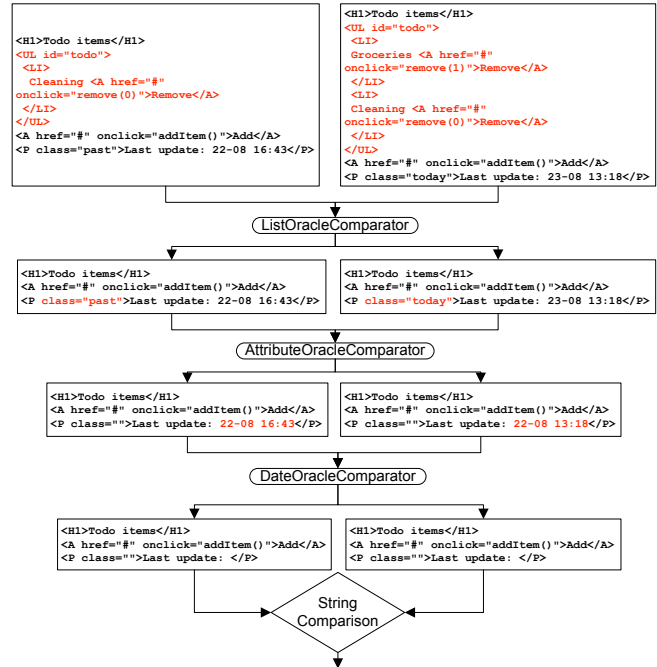 <H1>Todo items</H1>
<UL id="todo">
<LI>
Cleaning <A href="#"
onclick="remove(0)">Remove</A>
</LI>
</UL>
<A href="#" onclick="addItem()">Add</A>
<P class="past">Last update: 22-08 16:43</P>
<H1>Todo items</H1>
<UL id="todo">
<LI>
Groceries <A href="#"
onclick="remove(1)">Remove</A>
</LI>
<LI>
Cleaning <A href="#"
onclick="remove(0)">Remove</A>
</LI>
</UL>
<A href="#" onclick="addItem()">Add</A>
<P class="today">Last update: 23-08 13:18</P>
ListOracleComparator
<H1>Todo items</H1>
<A href="#" onclick="addItem()">Add</A>
<P class="past">Last update: 22-08 16:43</P>
<H1>Todo items</H1>
<A href="#" onclick="addItem()">Add</A>
<P class="today">Last update: 23-08 13:18</P>
AttributeOracleComparator
<H1>Todo items</H1>
<A href="#" onclick="addItem()">Add</A>
<P class="">Last update: 22-08 16:43</P>
<H1>Todo items</H1>
<A href="#" onclick="addItem()">Add</A>
<P class="">Last update: 22-08 13:18</P>
DateOracleComparator
<H1>Todo items</H1>
<A href="#" onclick="addItem()">Add</A>
<P class="">Last update: </P>
<H1>Todo items</H1>
<A href="#" onclick="addItem()">Add</A>
<P class="">Last update: </P>
String
Comparison